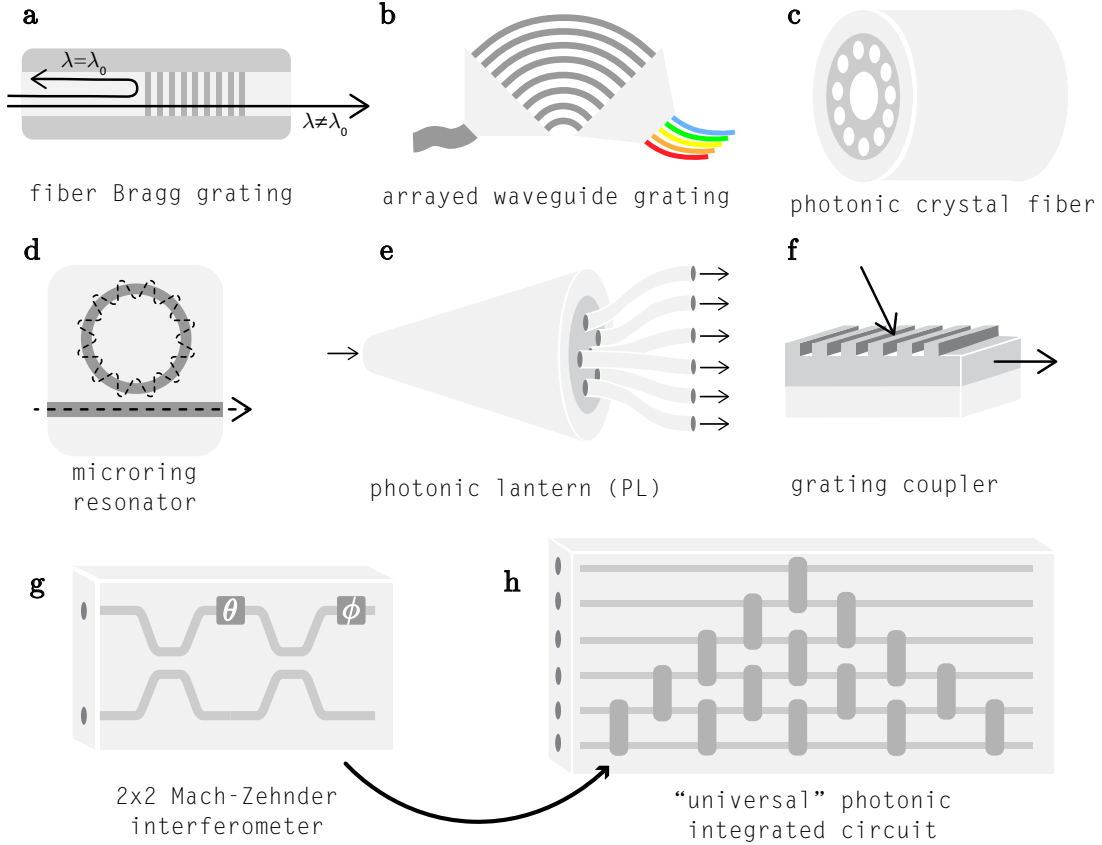 a
λ=λ0
λ≠λ0
fiber Bragg grating
b
arrayed waveguide grating
c
photonic crystal fiber
d
microring
resonator
e
photonic lantern (PL)
f
grating coupler
g
θ
ϕ
2x2 Mach-Zehnder
interferometer
h
“universal” photonic
integrated circuit